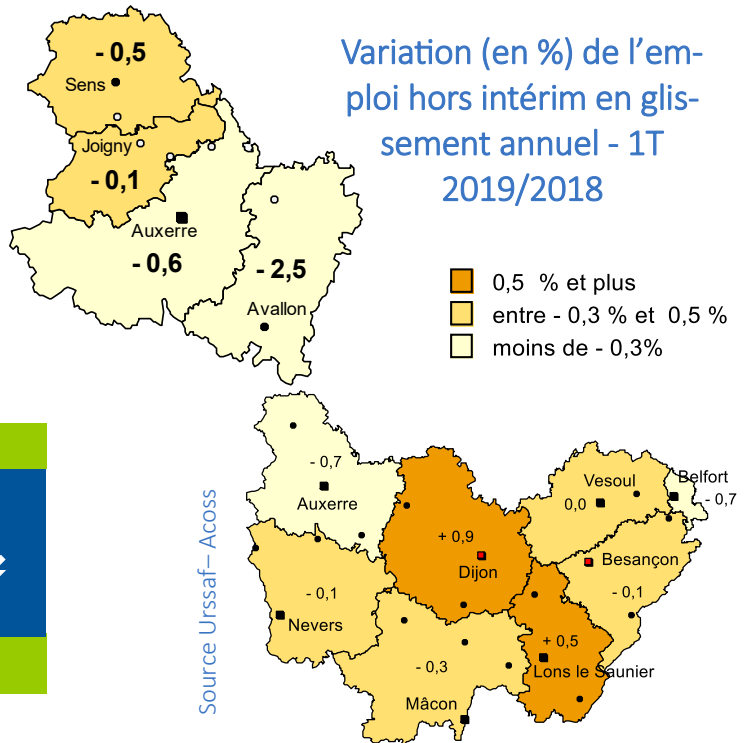 Variation (en %) de l'em-
ploi hors intérim en glis-
sement annuel - 1T
2019/2018
- 0,5
Sens
Joigny
- 0,1
Auxerre
- 0,6
- 2,5
Avallon
0,5 % et plus
entre - 0,3 % et 0,5 %
moins de - 0,3%
- 0,7
Auxerre
Vesoul
0,0
Belfort
- 0,7
+ 0,9
Dijon
Besançon
- 0,1
- 0,1
Nevers
+ 0,5
Lons le Saunier
- 0,3
Mâcon
Source Urssaf– Acoss